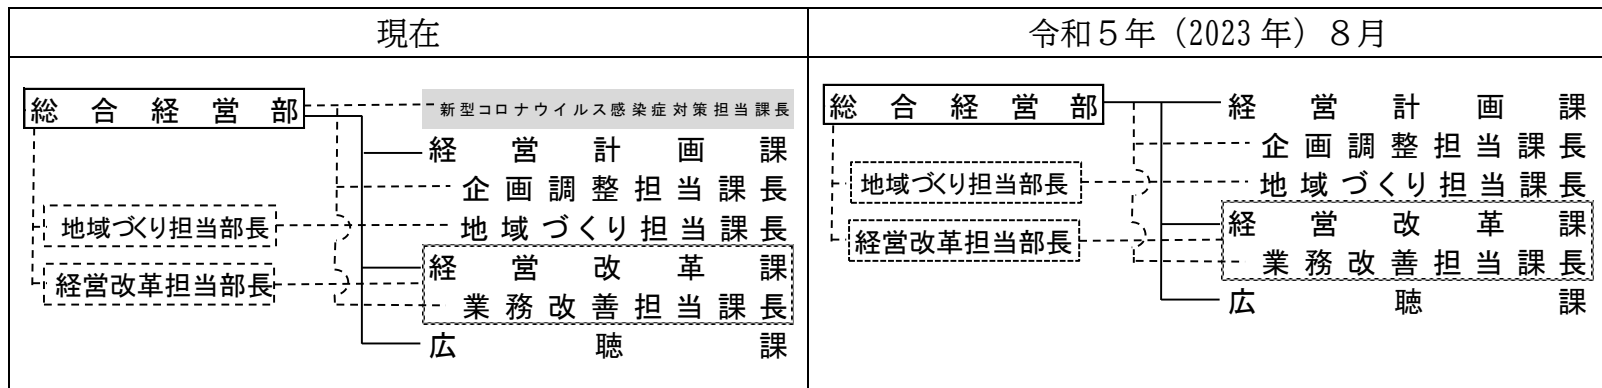 現在
総合経営部
新型コロナウイルス感染症対策担当課長
経営計画課
企画調整担当課長
地域づくり担当部長
地域づくり担当課長
経営改革課
経営改革担当部長
業務改善担当課長
広聴課
令和５年（2023年）８月
総合経営部
経営計画課
企画調整担当課長
地域づくり担当部長
地域づくり担当課長
経営改革課
経営改革担当部長
業務改善担当課長
広聴課